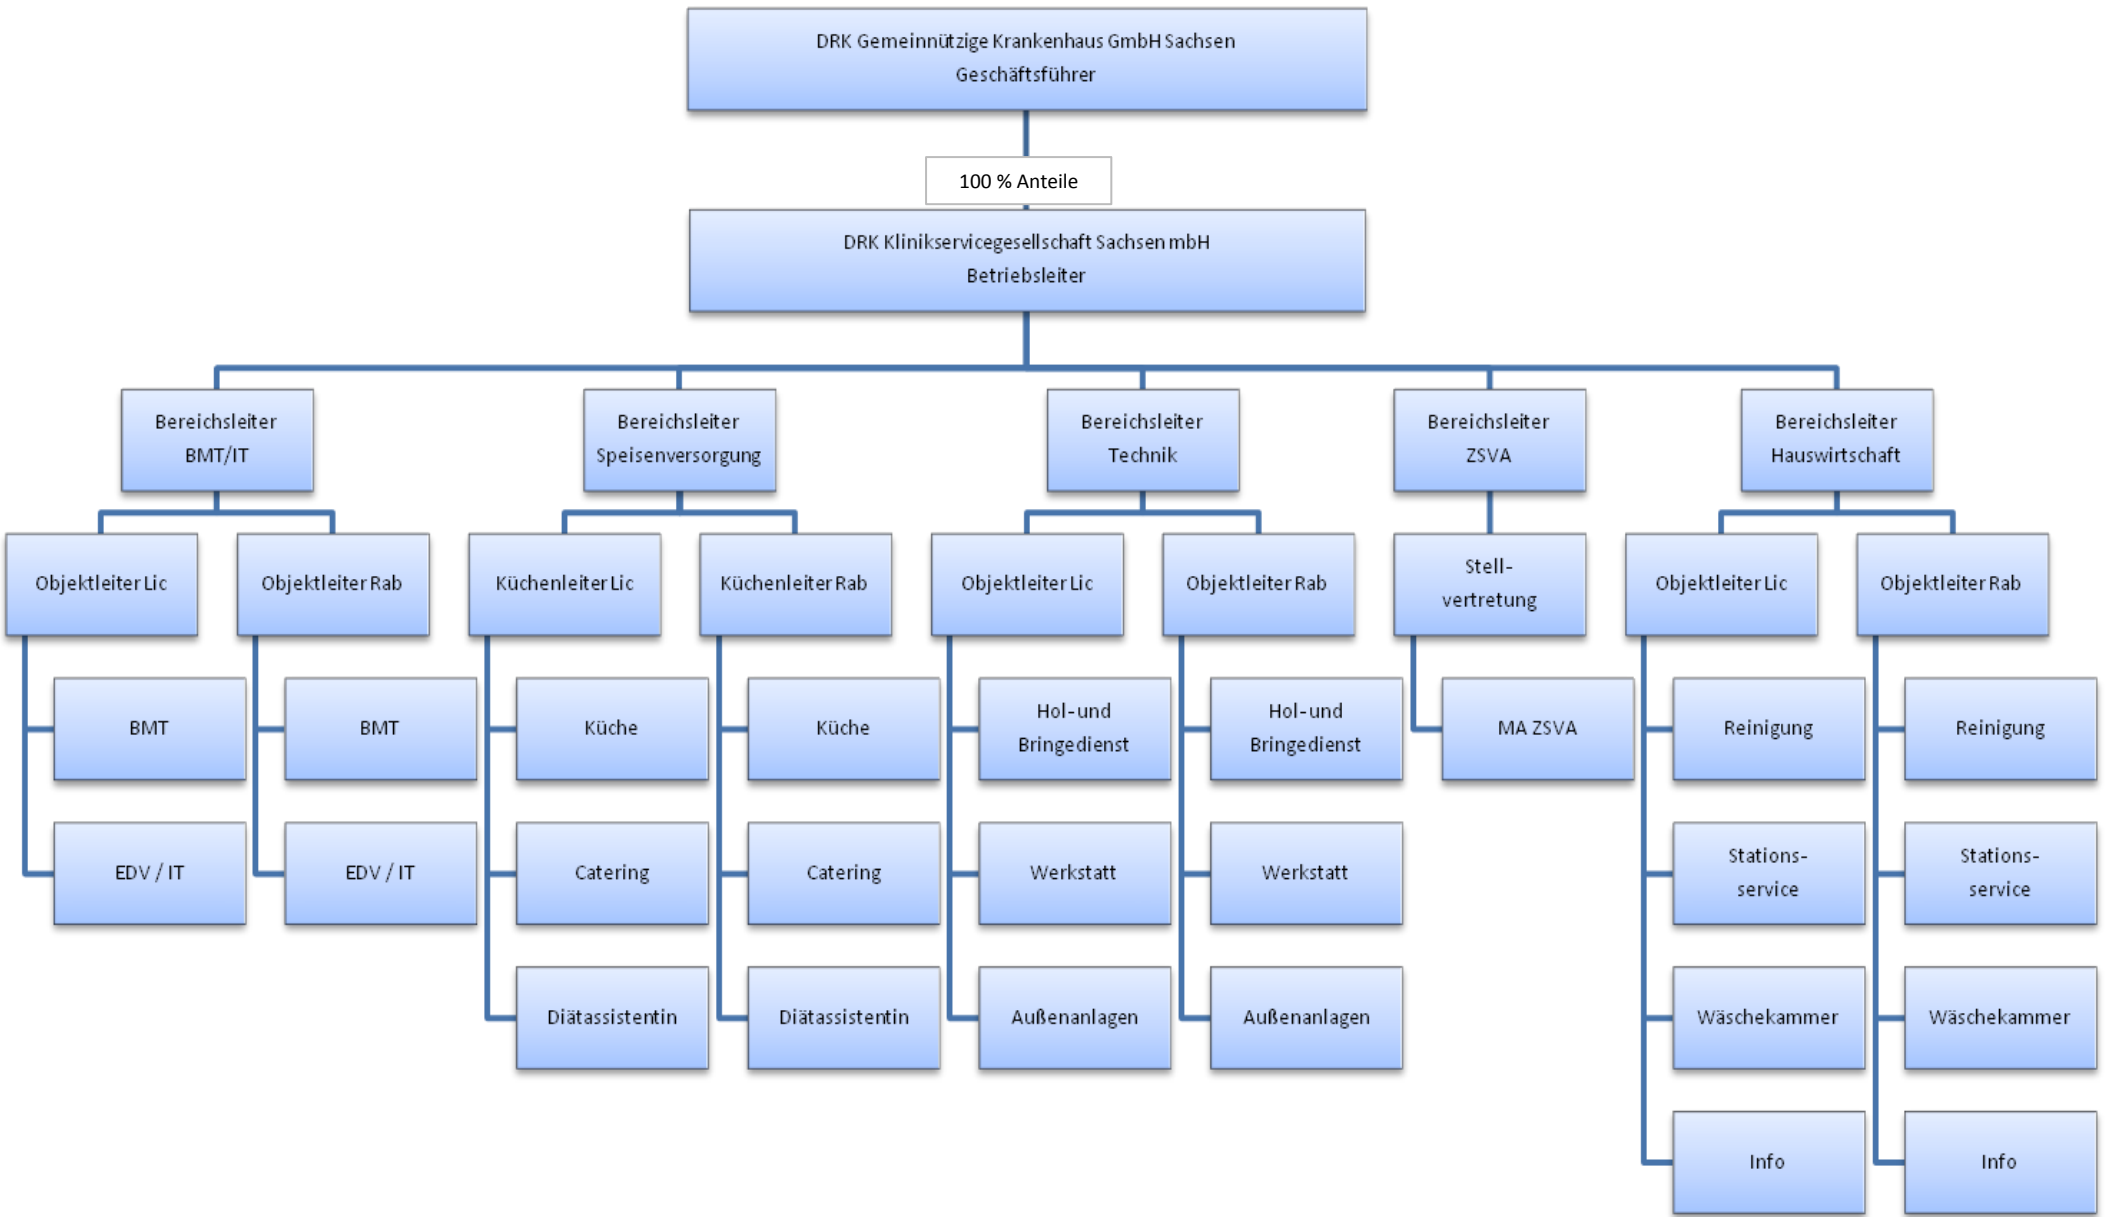 DRK Gemeinnützige Krankenhaus GmbH Sachsen
Geschäftsführer
100 % Anteile
DRK Klinikservicegesellschaft Sachsen mbH
Betriebsleiter
Bereichsleiter
BMT/IT
Bereichsleiter
Speisenversorgung
Bereichsleiter
Technik
Bereichsleiter
ZSVA
Bereichsleiter
Hauswirtschaft
Objektleiter Lic
Objektleiter Rab
Küchenleiter Lic
Küchenleiter Rab
Objektleiter Lic
Objektleiter Rab
Stell-
vertretung
Objektleiter Lic
Objektleiter Rab
BMT
BMT
Küche
Küche
Hol-und
Bringedienst
Hol-und
Bringedienst
MA ZSVA
Reinigung
Reinigung
EDV / IT
EDV / IT
Catering
Catering
Werkstatt
Werkstatt
Stations-
service
Stations-
service
Diätassistentin
Diätassistentin
Außenanlagen
Außenanlagen
Wäschekammer
Wäschekammer
Info
Info